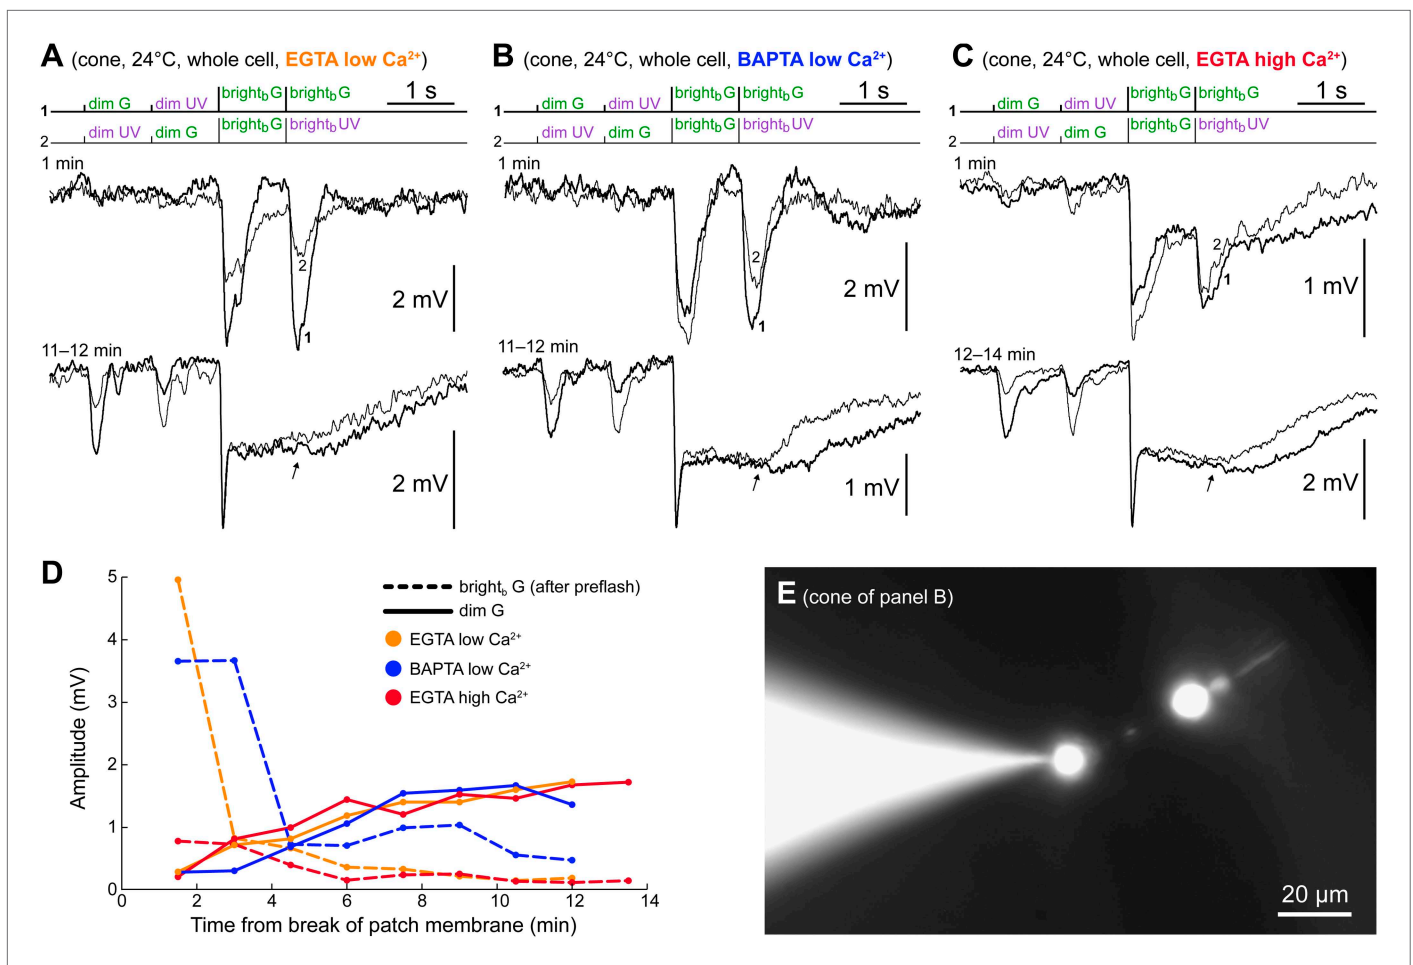 A (cone, 24°C, whole cell, EGTA low Ca²⁺)
dim G dim UV bright_b G bright_b G 1 s
1
dim UV dim G bright_b G bright_b UV
2
1 min
2
1
2 mV
11–12 min
2 mV
B (cone, 24°C, whole cell, BAPTA low Ca²⁺)
dim G dim UV bright_b G bright_b G 1 s
1
dim UV dim G bright_b G bright_b UV
2
1 min
2
1
2 mV
11–12 min
1 mV
C (cone, 24°C, whole cell, EGTA high Ca²⁺)
dim G dim UV bright_b G bright_b G 1 s
1
dim UV dim G bright_b G bright_b UV
2
1 min
2
1
1 mV
12–14 min
2 mV
D
bright_b G (after preflash)
dim G
EGTA low Ca²⁺
BAPTA low Ca²⁺
EGTA high Ca²⁺
5
4
3
2
1
0
Amplitude (mV)
0 2 4 6 8 10 12 14
Time from break of patch membrane (min)
E (cone of panel B)
20 µm